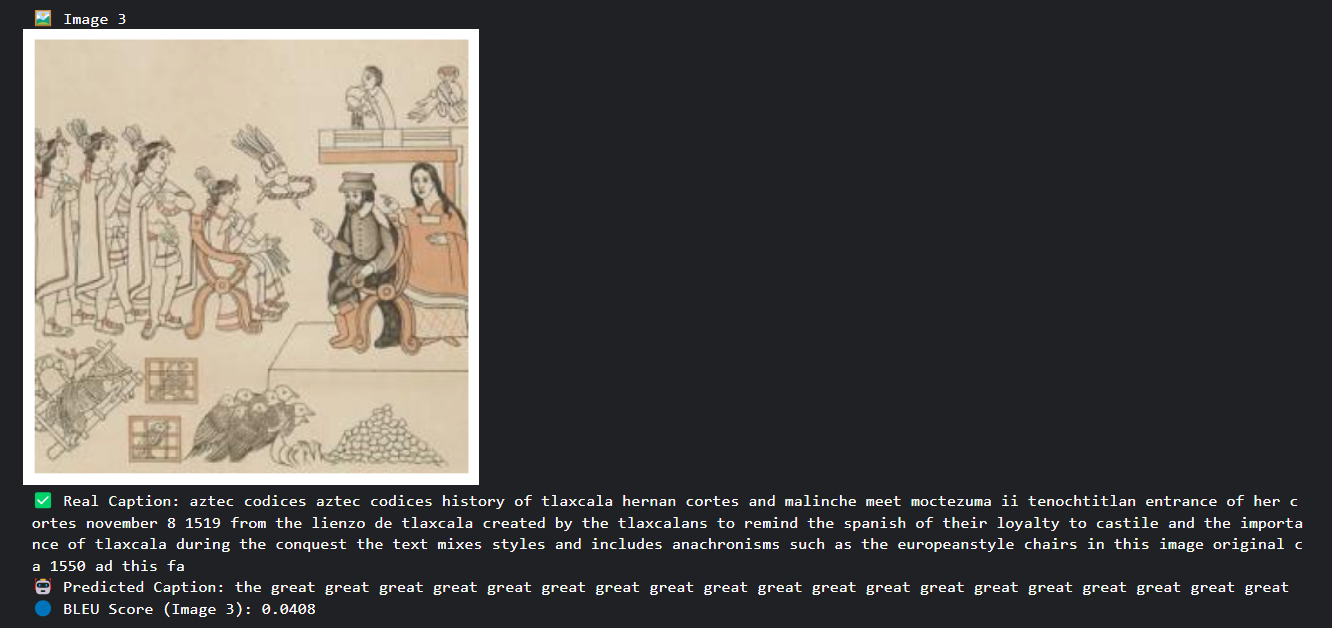 🖼️ Image 3
✅ Real Caption: aztec codices aztec codices history of tlaxcala hernan cortes and malinche meet moctezuma ii tenochtitlan entrance of her c
ortes november 8 1519 from the lienzo de tlaxcala created by the tlaxcalans to remind the spanish of their loyalty to castile and the importa
nce of tlaxcala during the conquest the text mixes styles and includes anachronisms such as the europeanstyle chairs in this image original c
a 1550 ad this fa
🤖 Predicted Caption: the great great great great great great great great great great great great great great great great great great great
🔵 BLEU Score (Image 3): 0.0408